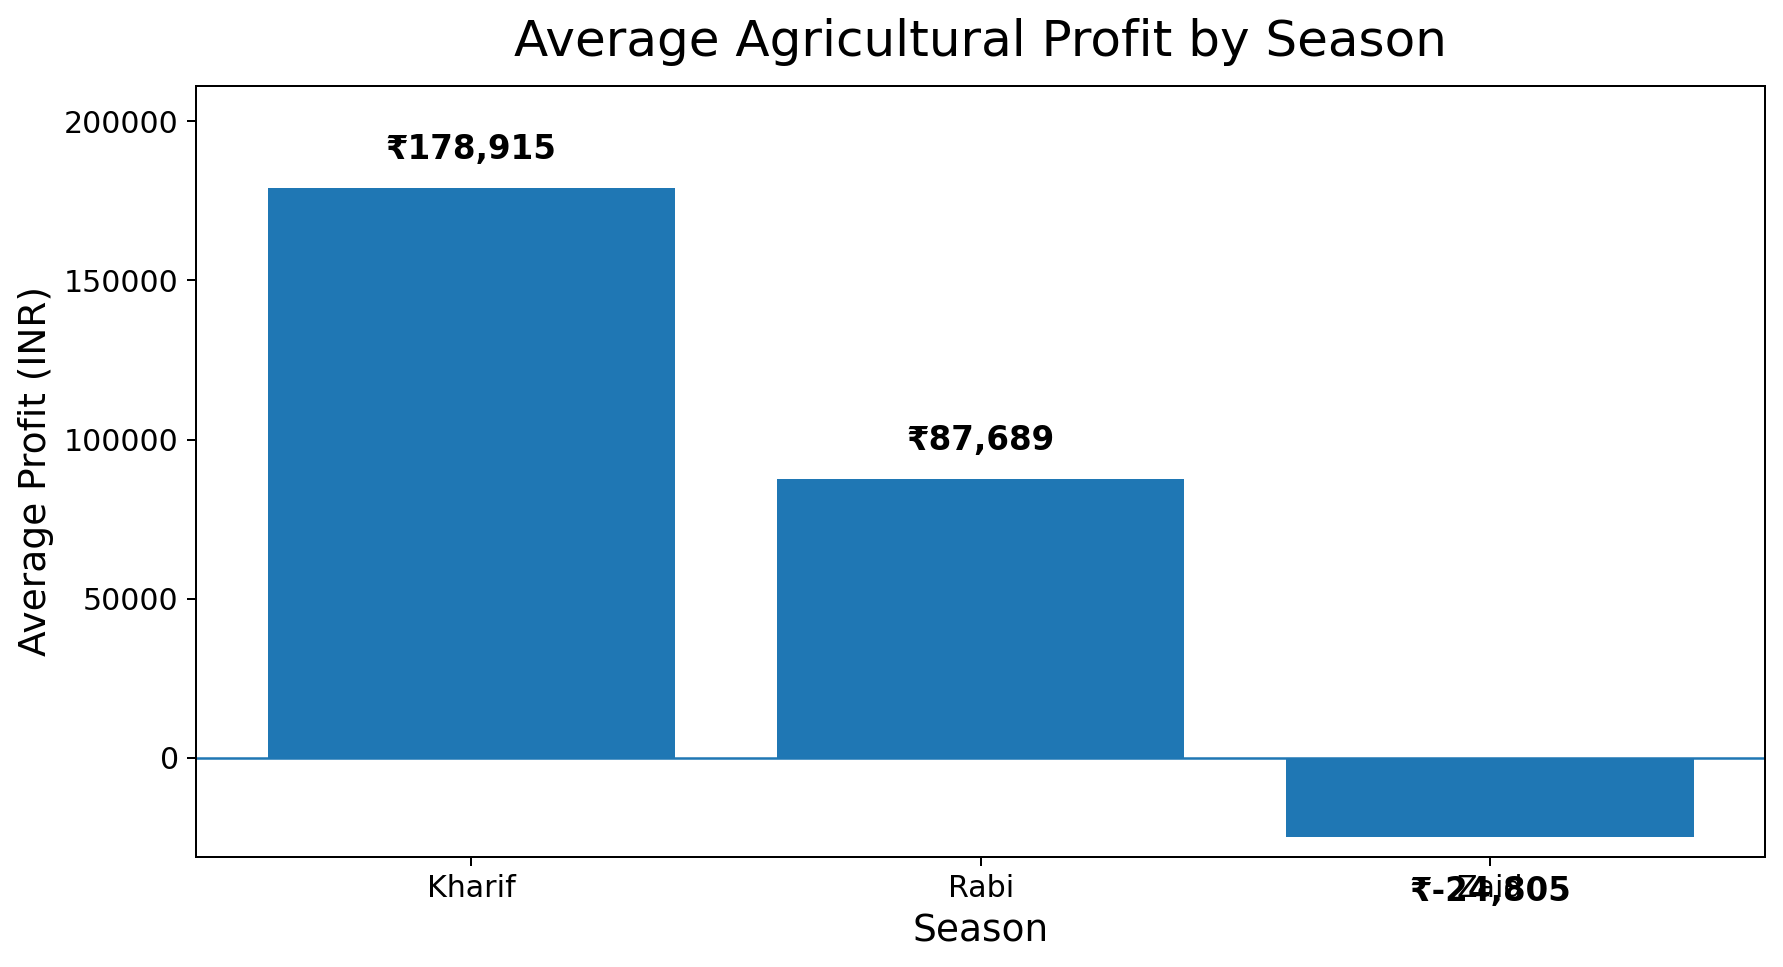 Average Agricultural Profit by Season
Average Profit (INR)
200000
150000
100000
50000
0
₹178,915
₹87,689
₹-24,805
Kharif
Rabi
Zaid
Season